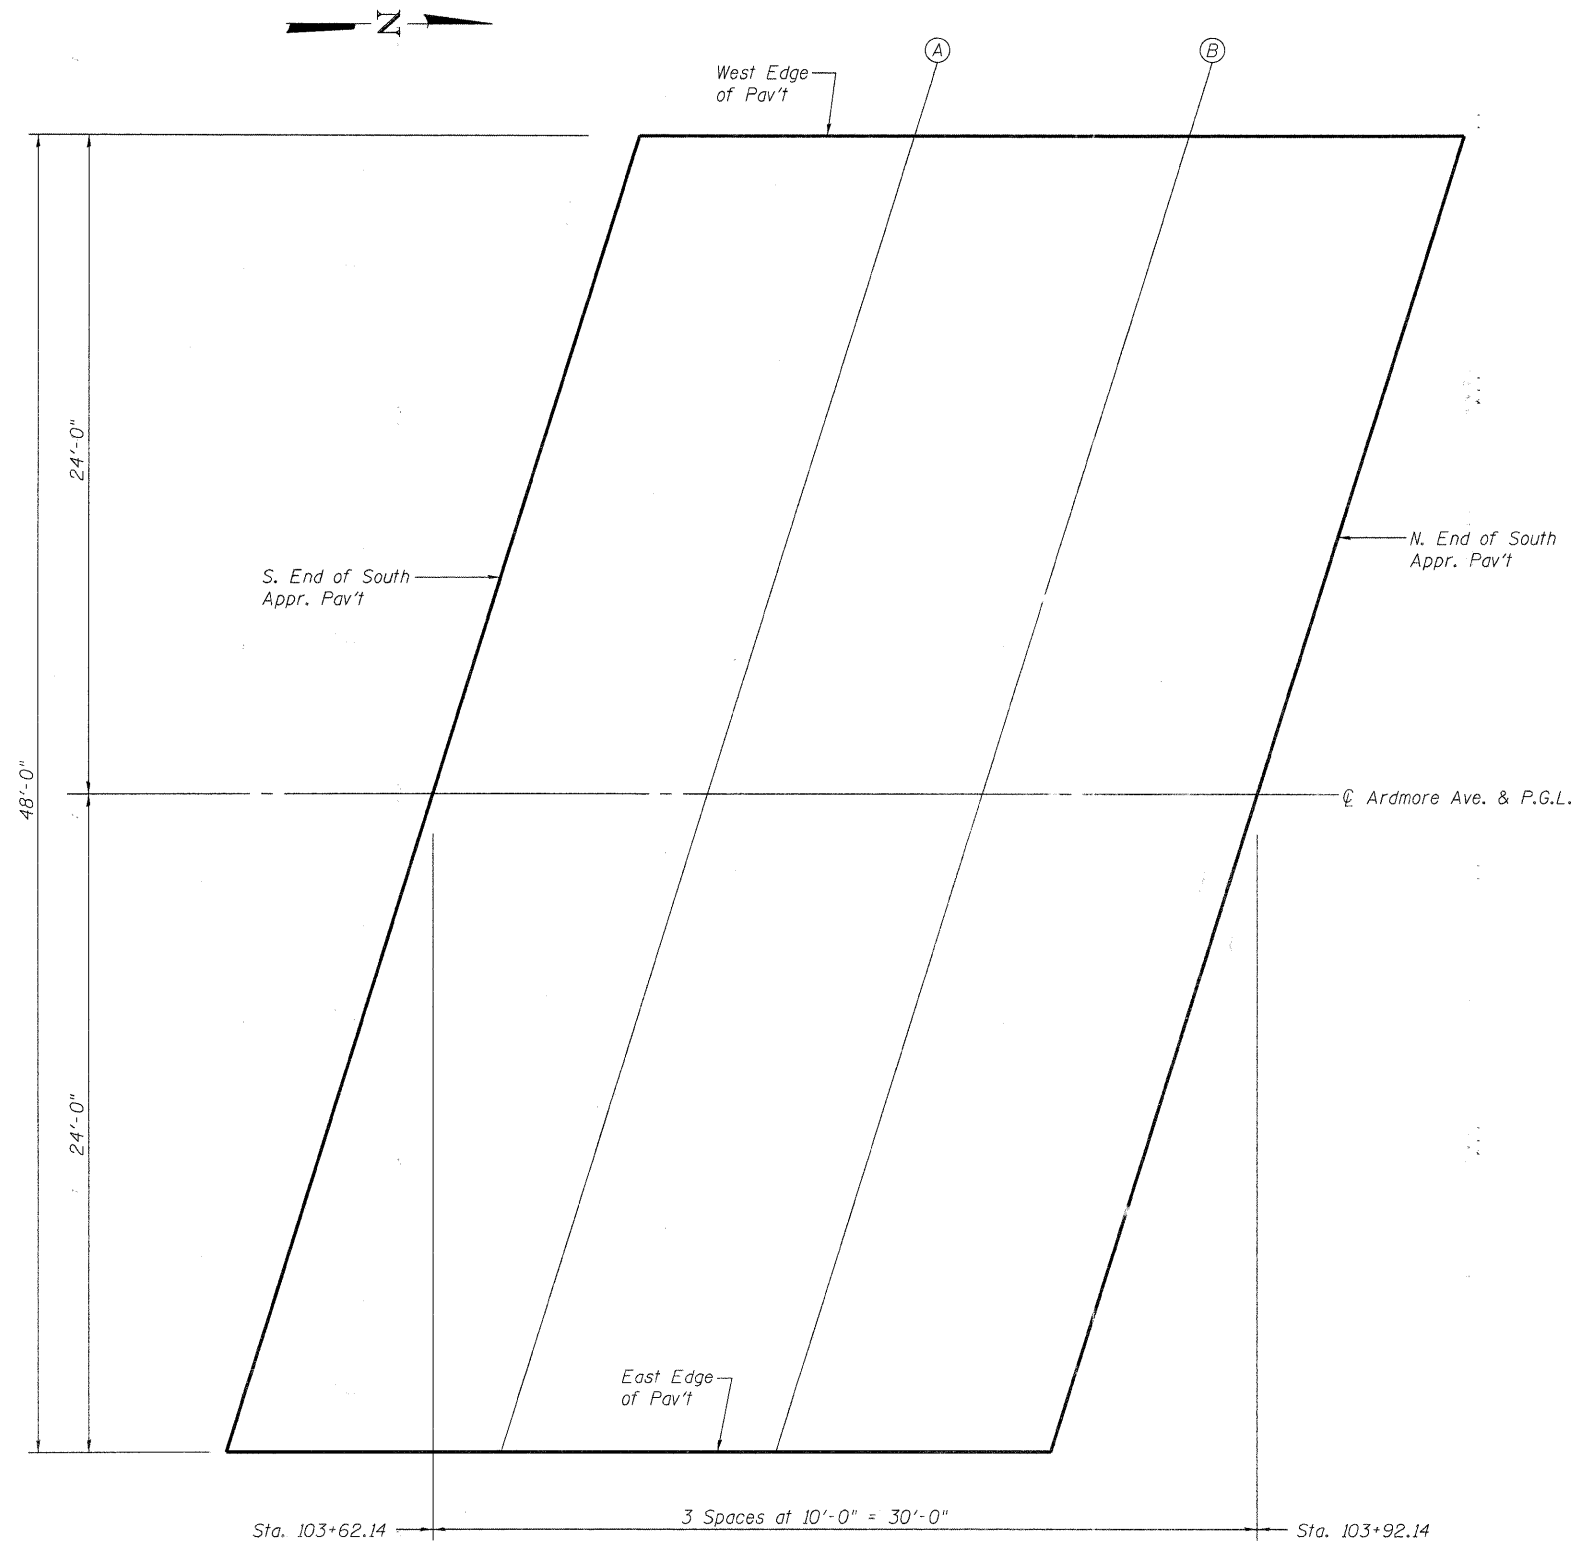 N
A
B
West Edge
of Pav't
24'-0"
N. End of South
Appr. Pav't
S. End of South
Appr. Pav't
48'-0"
℄ Ardmore Ave. & P.G.L.
24'-0"
East Edge
of Pav't
3 Spaces at 10'-0" = 30'-0"
Sta. 103+62.14
Sta. 103+92.14